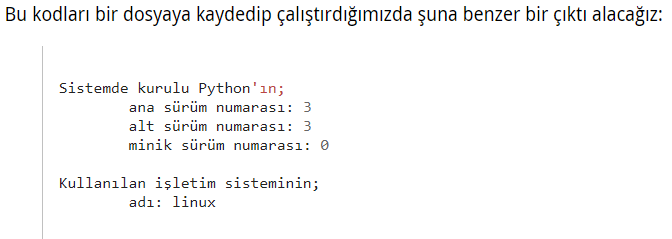 Bu kodları bir dosyaya kaydedip çalıştırdığımızda şuna benzer bir çıktı alacağız:
Sistemde kurulu Python'ın;
ana sürüm numarası: 3
alt sürüm numarası: 3
minik sürüm numarası: 0
Kullanılan işletim sisteminin;
adı: linux